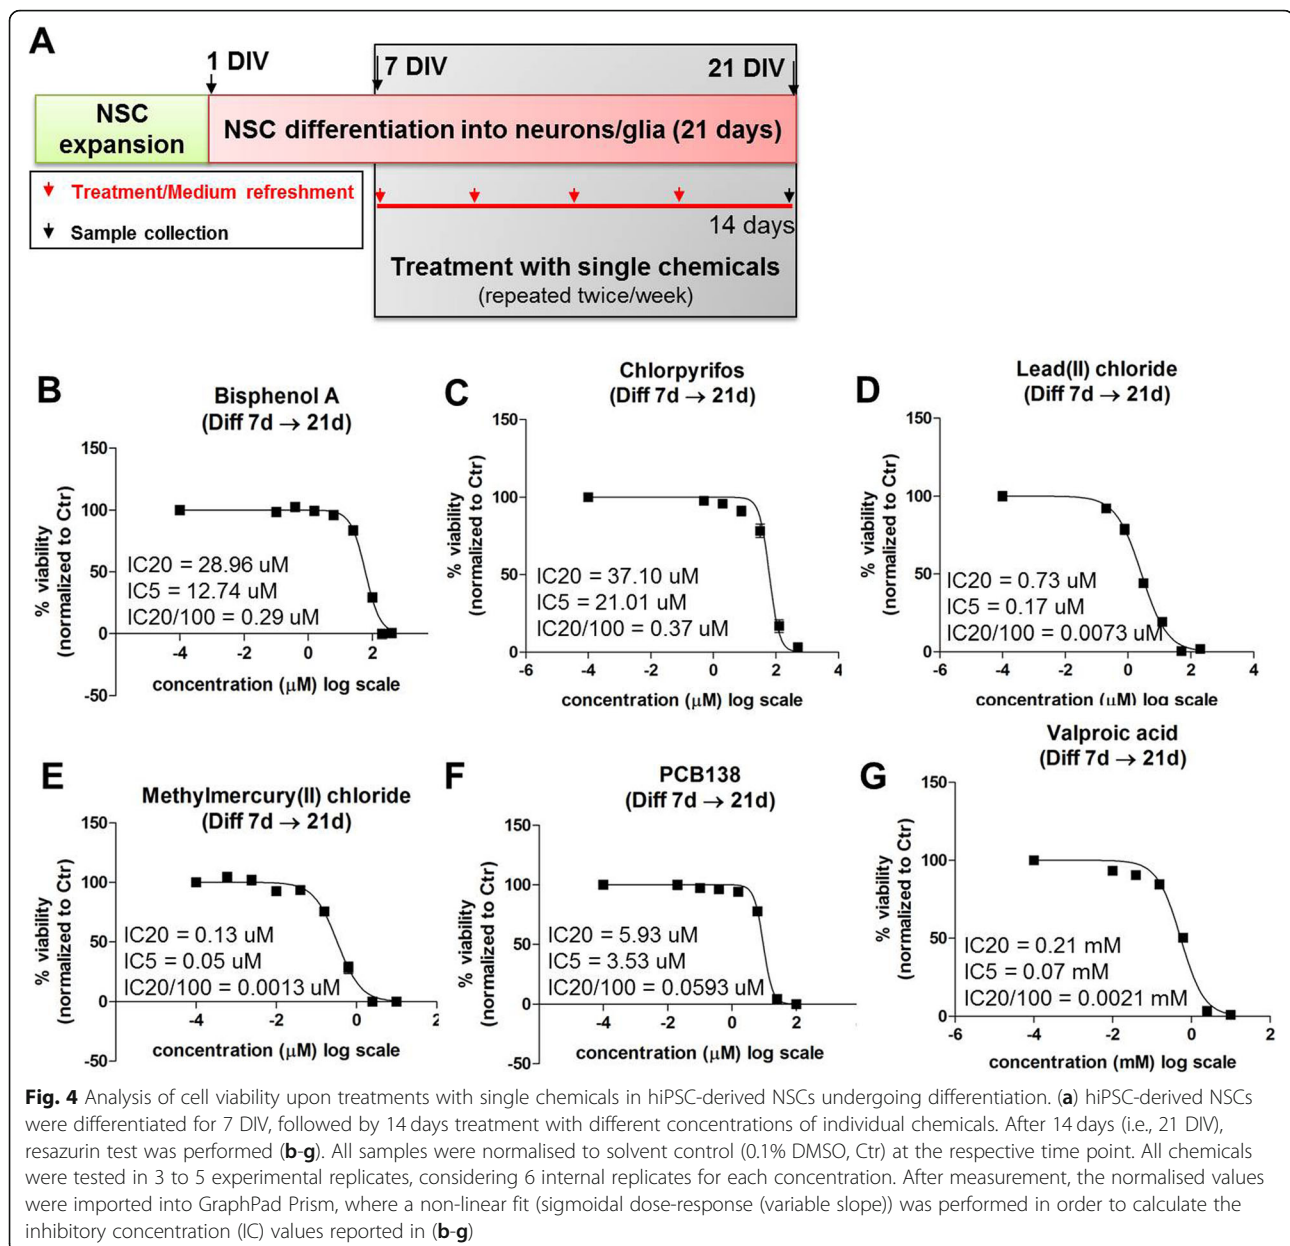 A
1 DIV
7 DIV
21 DIV
NSC expansion
NSC differentiation into neurons/glia (21 days)
Treatment/Medium refreshment
Sample collection
14 days
Treatment with single chemicals
(repeated twice/week)
B
Bisphenol A
(Diff 7d → 21d)
% viability
(normalized to Ctr)
150
100
50
0
-50
-4
-2
0
2
IC20 = 28.96 uM
IC5 = 12.74 uM
IC20/100 = 0.29 uM
concentration (μM) log scale
C
Chlorpyrifos
(Diff 7d → 21d)
% viability
(normalized to Ctr)
150
100
50
0
-6
-4
-2
0
2
4
IC20 = 37.10 uM
IC5 = 21.01 uM
IC20/100 = 0.37 uM
concentration (μM) log scale
D
Lead(II) chloride
(Diff 7d → 21d)
% viability
(normalized to Ctr)
150
100
50
0
-6
-4
-2
0
2
4
IC20 = 0.73 uM
IC5 = 0.17 uM
IC20/100 = 0.0073 uM
concentration (μM) log scale
E
Methylmercury(II) chloride
(Diff 7d → 21d)
% viability
(normalized to Ctr)
150
100
50
0
-50
-4
-2
0
2
IC20 = 0.13 uM
IC5 = 0.05 uM
IC20/100 = 0.0013 uM
concentration (μM) log scale
F
PCB138
(Diff 7d → 21d)
% viability
(normalized to Ctr)
150
100
50
0
-50
-4
-2
0
2
IC20 = 5.93 uM
IC5 = 3.53 uM
IC20/100 = 0.0593 uM
concentration (μM) log scale
G
Valproic acid
(Diff 7d → 21d)
% viability
(normalized to Ctr)
150
100
50
0
-6
-4
-2
0
2
IC20 = 0.21 mM
IC5 = 0.07 mM
IC20/100 = 0.0021 mM
concentration (mM) log scale
Fig. 4 Analysis of cell viability upon treatments with single chemicals in hiPSC-derived NSCs undergoing differentiation. (a) hiPSC-derived NSCs
were differentiated for 7 DIV, followed by 14 days treatment with different concentrations of individual chemicals. After 14 days (i.e., 21 DIV),
resazurin test was performed (b-g). All samples were normalised to solvent control (0.1% DMSO, Ctr) at the respective time point. All chemicals
were tested in 3 to 5 experimental replicates, considering 6 internal replicates for each concentration. After measurement, the normalised values
were imported into GraphPad Prism, where a non-linear fit (sigmoidal dose-response (variable slope)) was performed in order to calculate the
inhibitory concentration (IC) values reported in (b-g)